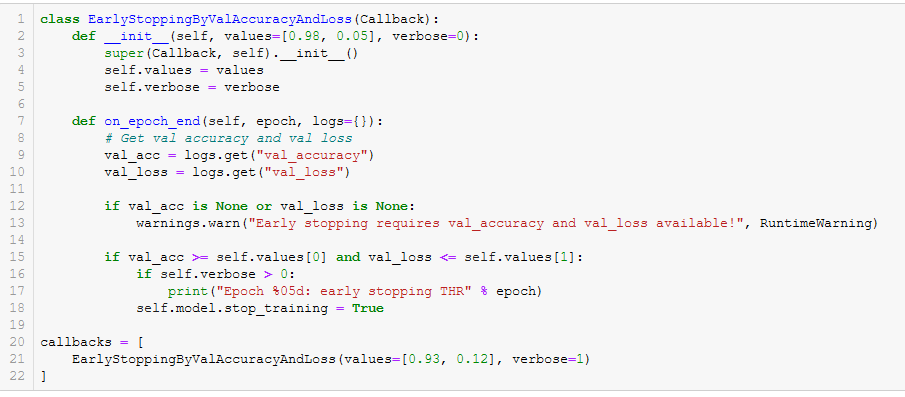 1 class EarlyStoppingByValAccuracyAndLoss(Callback):
2     def __init__(self, values=[0.98, 0.05], verbose=0):
3         super(Callback, self).__init__()
4         self.values = values
5         self.verbose = verbose
6
7     def on_epoch_end(self, epoch, logs={}):
8         # Get val accuracy and val loss
9         val_acc = logs.get("val_accuracy")
10         val_loss = logs.get("val_loss")
11
12         if val_acc is None or val_loss is None:
13             warnings.warn("Early stopping requires val_accuracy and val_loss available!", RuntimeWarning)
14
15         if val_acc >= self.values[0] and val_loss <= self.values[1]:
16             if self.verbose > 0:
17                 print("Epoch %05d: early stopping THR" % epoch)
18             self.model.stop_training = True
19
20 callbacks = [
21     EarlyStoppingByValAccuracyAndLoss(values=[0.93, 0.12], verbose=1)
22 ]